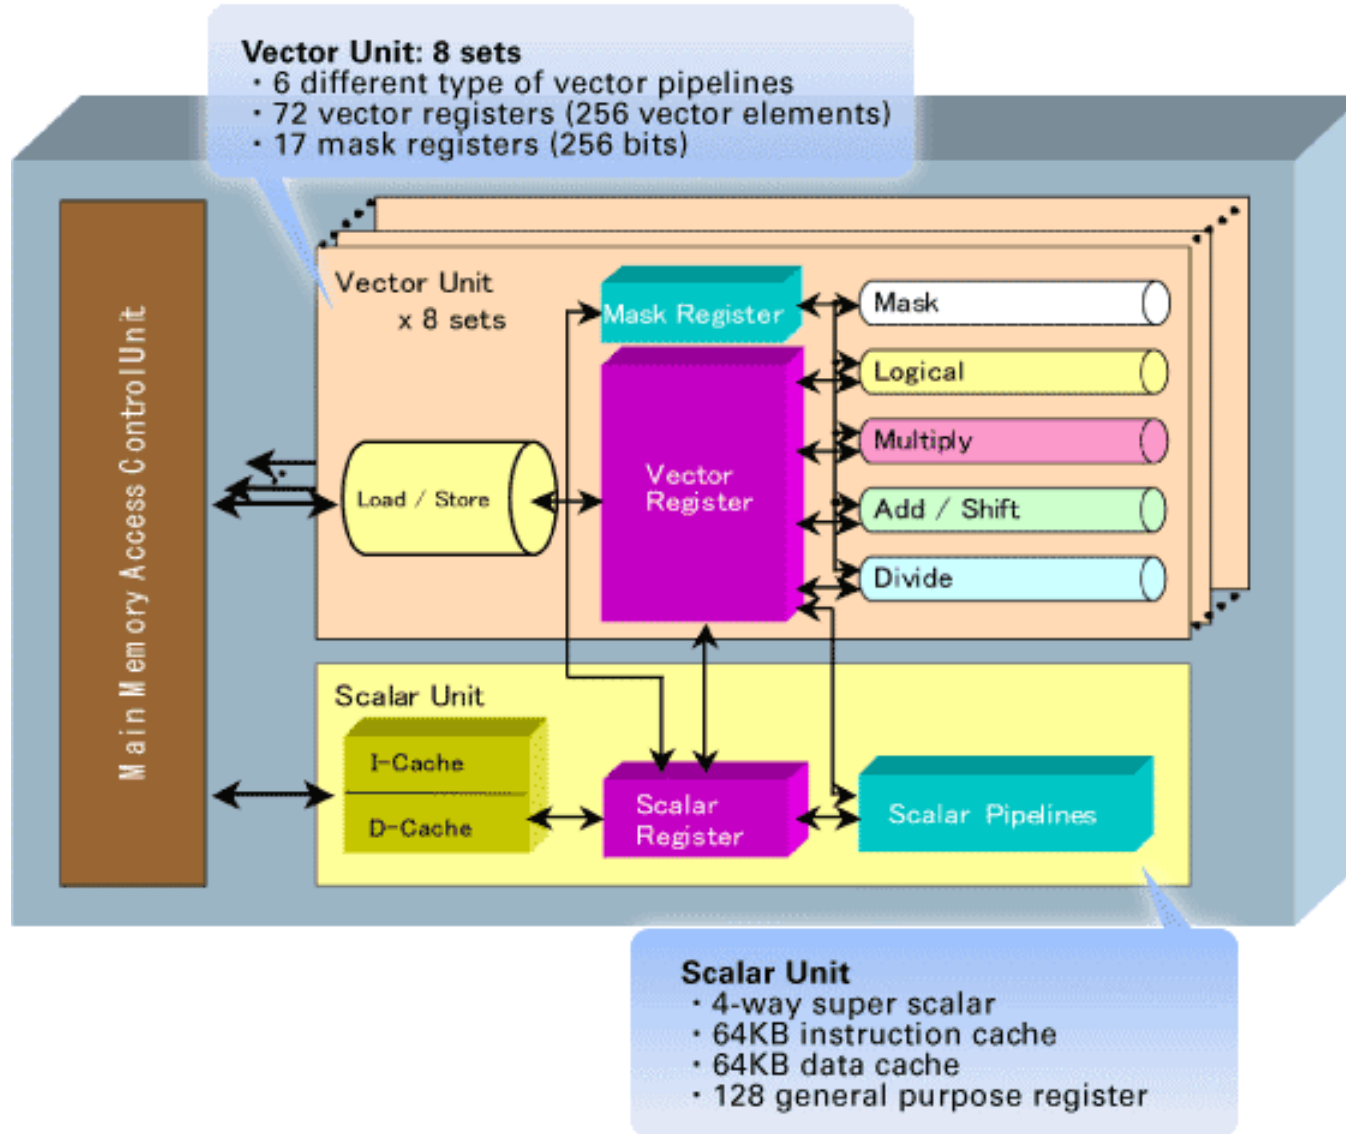 Vector Unit: 8 sets
・6 different type of vector pipelines
・72 vector registers (256 vector elements)
・17 mask registers (256 bits)
Main Memory Access ControlUnit
Vector Unit
x 8 sets
Mask Register
Mask
Logical
Multiply
Vector
Register
Load / Store
Add / Shift
Divide
Scalar Unit
I-Cache
D-Cache
Scalar
Register
Scalar Pipelines
Scalar Unit
・4-way super scalar
・64KB instruction cache
・64KB data cache
・128 general purpose register